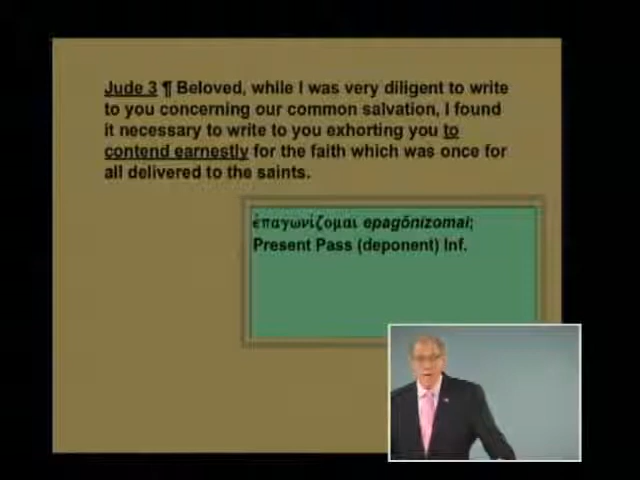 Jude 3 ¶ Beloved, while I was very diligent to write
to you concerning our common salvation, I found
it necessary to write to you exhorting you to
contend earnestly for the faith which was once for
all delivered to the saints.
ἐπαγωνίζομαι epagōnizomai;
Present Pass (deponent) Inf.